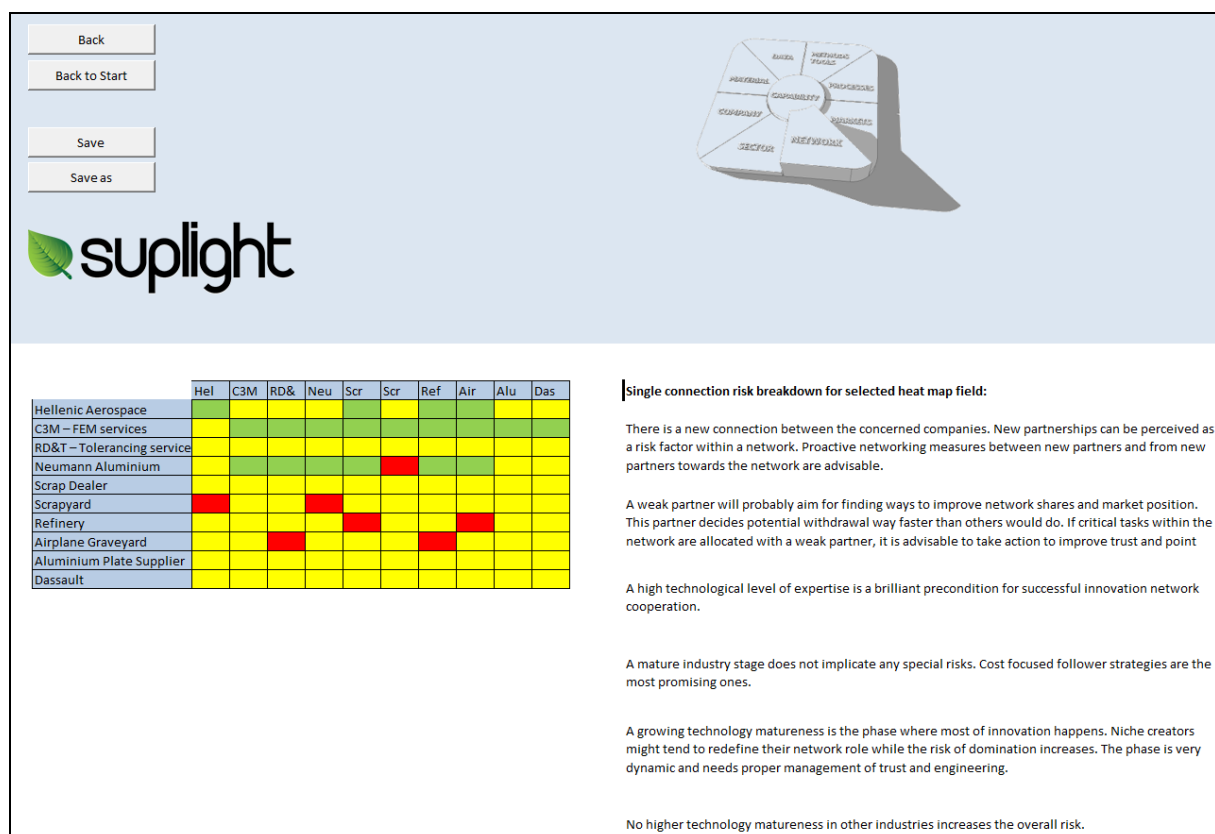 Back
Back to Start
Save
Save as
suplight
DATA
METHODS
TOOLS
MATERIAL
PROCESSES
CAPABILITY
COMPANY
MARKETS
SECTOR
NETWORK
Hel C3M RD& Neu Scr Scr Ref Air Alu Das
Hellenic Aerospace
C3M – FEM services
RD&T – Tolerancing service
Neumann Aluminium
Scrap Dealer
Scrapyard
Refinery
Airplane Graveyard
Aluminium Plate Supplier
Dassault
Single connection risk breakdown for selected heat map field:
There is a new connection between the concerned companies. New partnerships can be perceived as
a risk factor within a network. Proactive networking measures between new partners and from new
partners towards the network are advisable.
A weak partner will probably aim for finding ways to improve network shares and market position.
This partner decides potential withdrawal way faster than others would do. If critical tasks within the
network are allocated with a weak partner, it is advisable to take action to improve trust and point
A high technological level of expertise is a brilliant precondition for successful innovation network
cooperation.
A mature industry stage does not implicate any special risks. Cost focused follower strategies are the
most promising ones.
A growing technology matureness is the phase where most of innovation happens. Niche creators
might tend to redefine their network role while the risk of domination increases. The phase is very
dynamic and needs proper management of trust and engineering.
No higher technology matureness in other industries increases the overall risk.